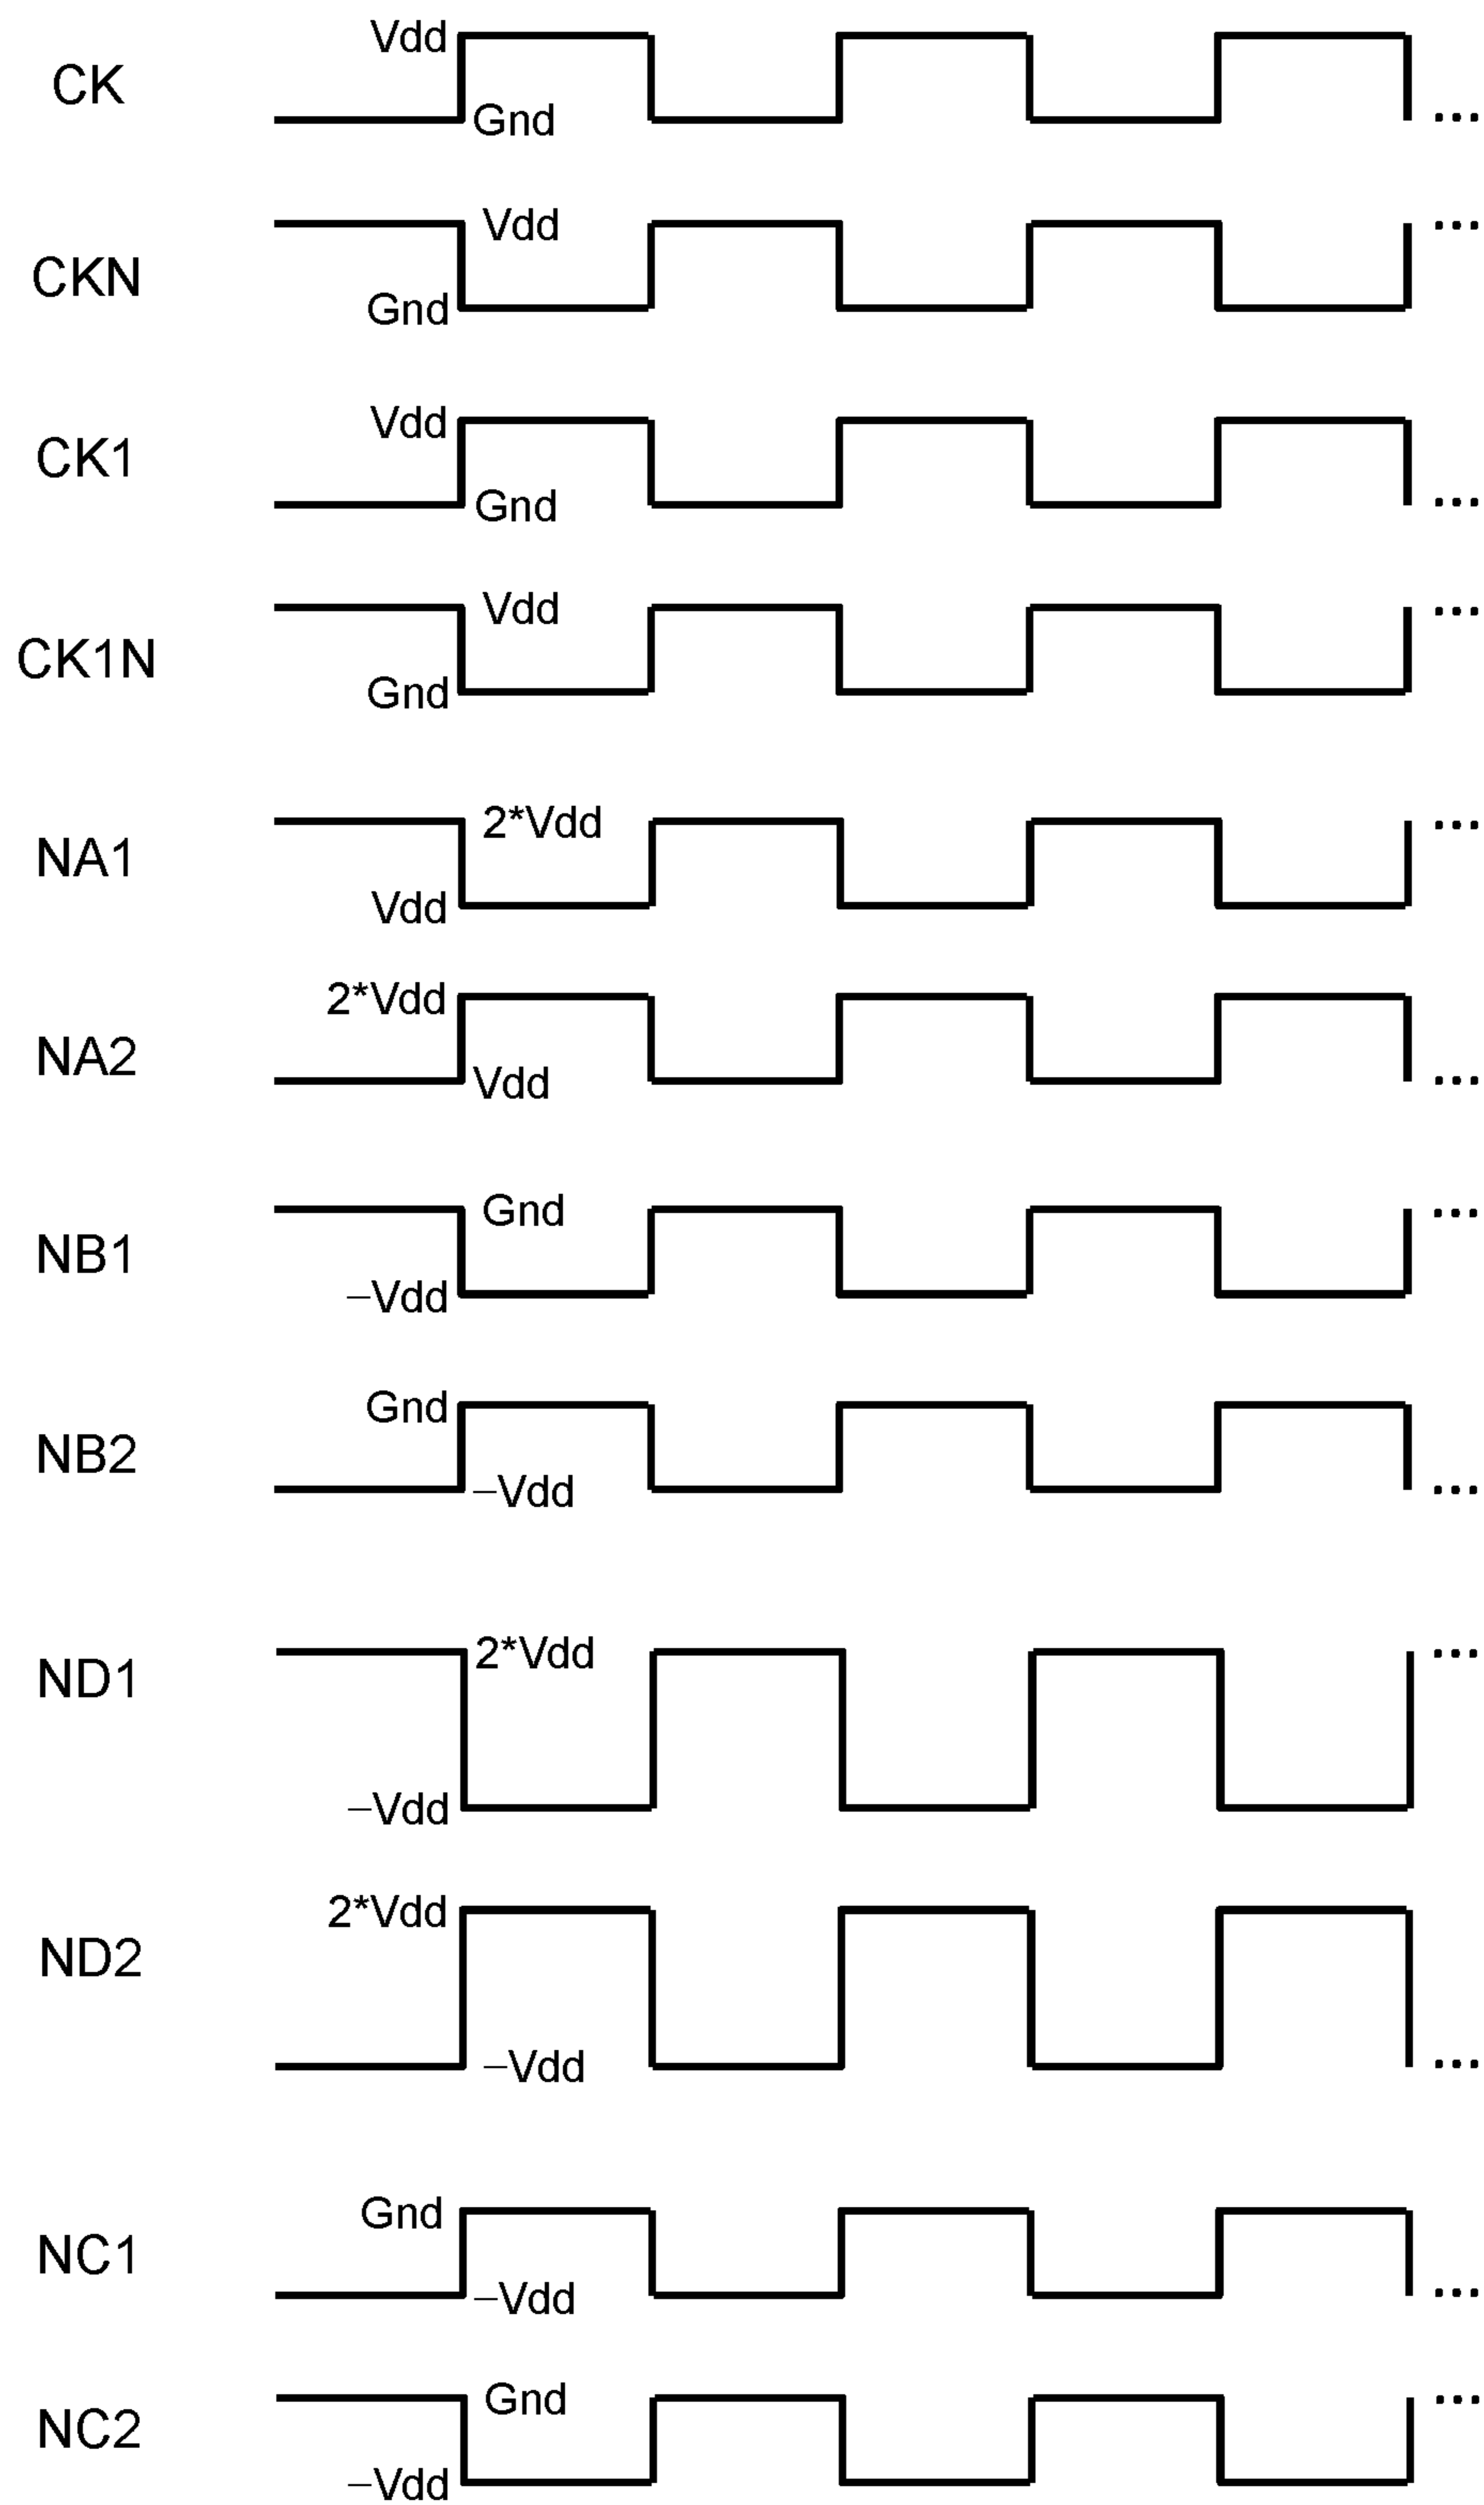 Vdd
CK
Gnd
...
Vdd
...
CKN
Gnd
Vdd
CK1
Gnd
...
Vdd
...
CK1N
Gnd
2*Vdd
...
NA1
Vdd
2*Vdd
NA2
Vdd
...
Gnd
...
NB1
−Vdd
Gnd
NB2
−Vdd
...
2*Vdd
...
ND1
−Vdd
2*Vdd
ND2
−Vdd
...
Gnd
NC1
−Vdd
...
Gnd
...
NC2
−Vdd